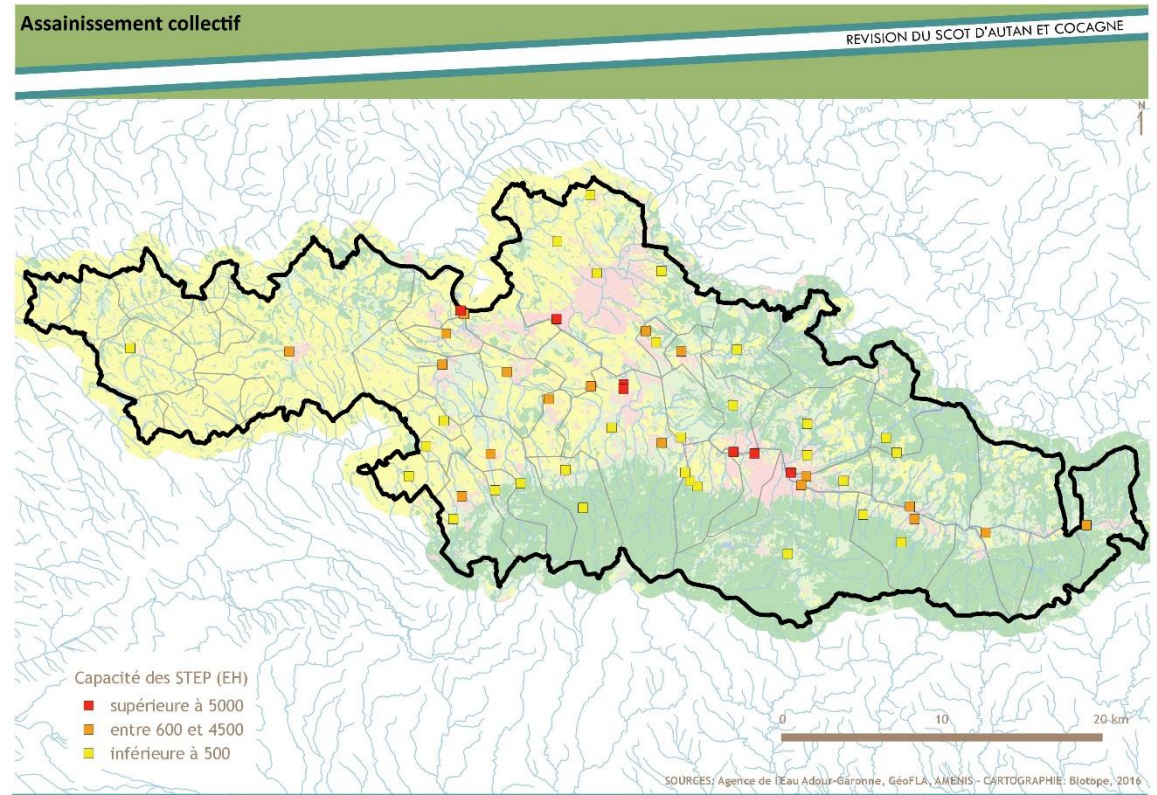 Assainissement collectif
REVISION DU SCOT D'AUTAN ET COCAGNE
N
Capacité des STEP (EH)
supérieure à 5000
entre 600 et 4500
inférieure à 500
0 10 20 km
SOURCES: Agence de l'Eau Adour-Garonne, GéoFLA, AMENIS - CARTOGRAPHIE: Biotope, 2016